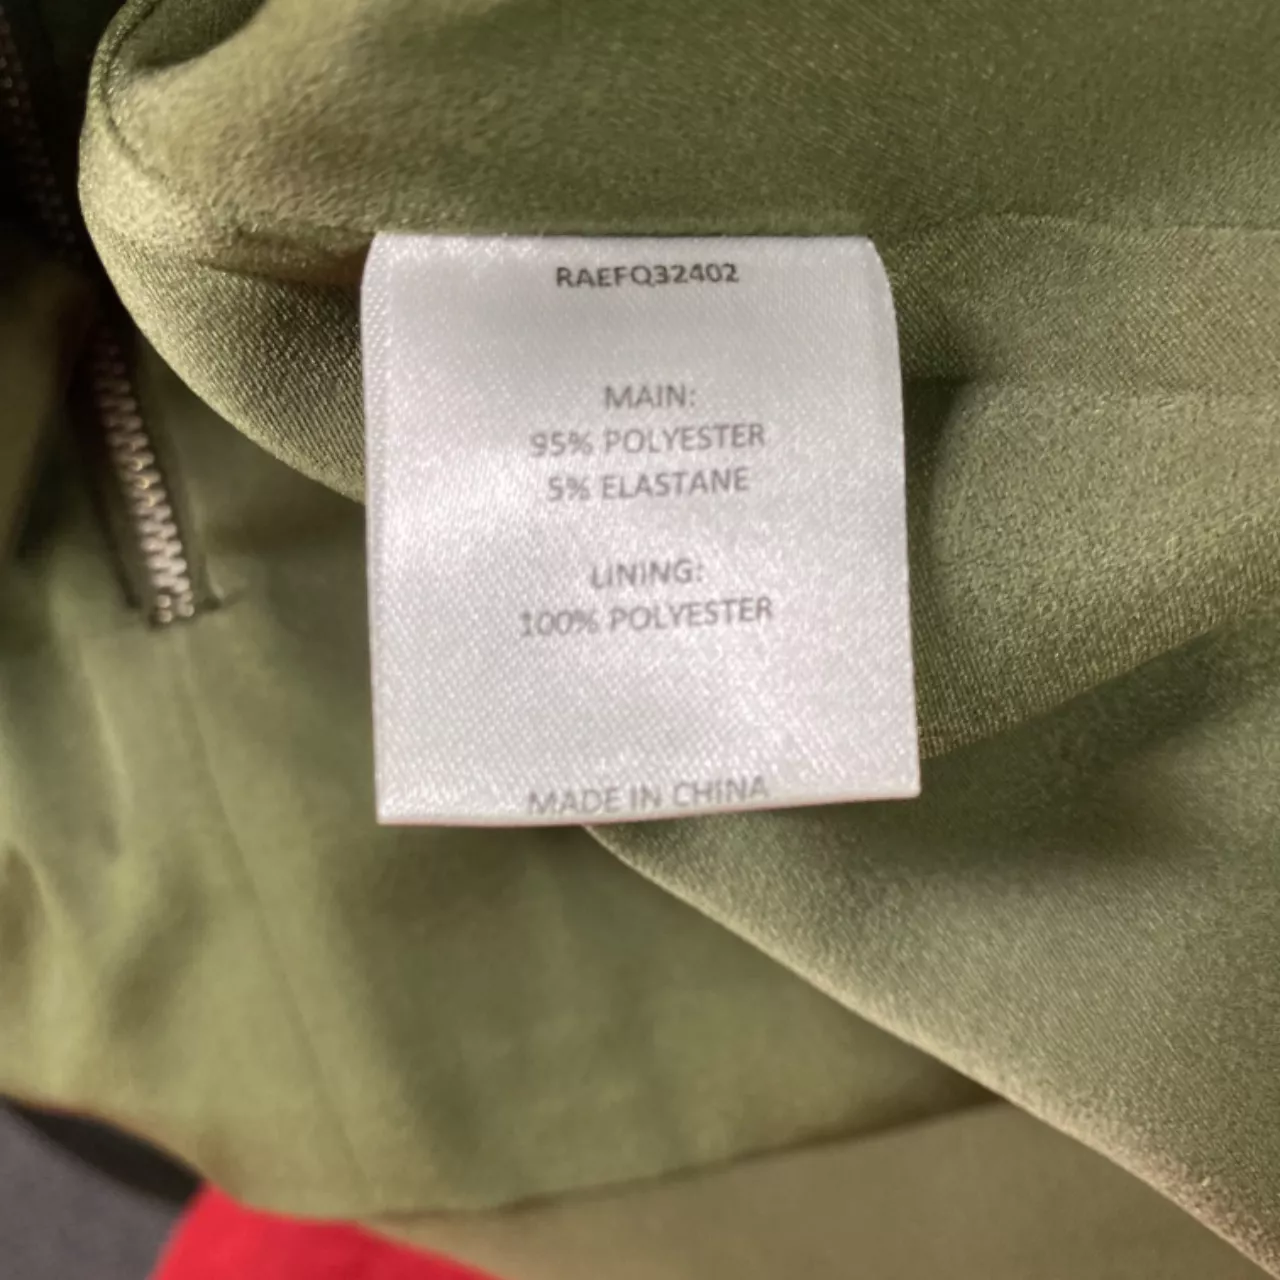 RAEFQ32402
MAIN:
95% POLYESTER
5% ELASTANE
LINING:
100% POLYESTER
MADE IN CHINA